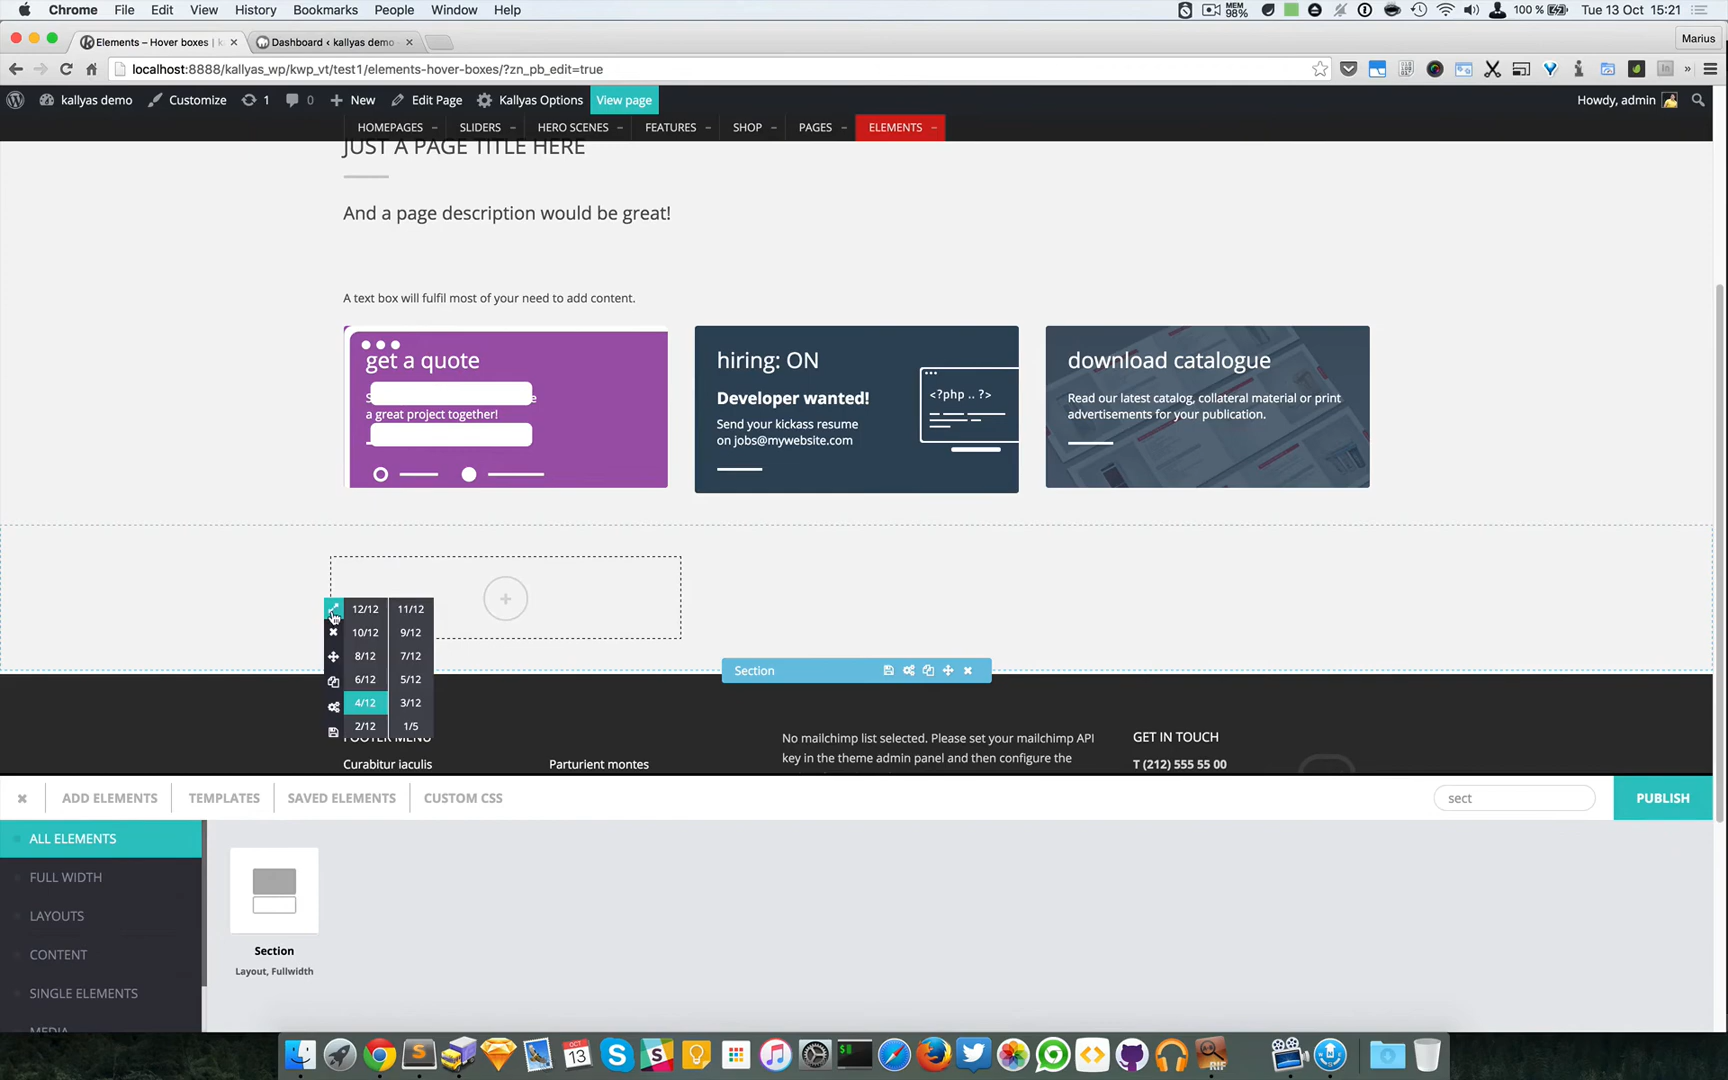 Chrome File Edit View History Bookmarks People Window Help
MEM 98% 100 % Tue 13 Oct 15:21
Elements – Hover boxes | k Dashboard ‹ kallyas demo Marius
localhost:8888/kallyas_wp/kwp_vt/test1/elements-hover-boxes/?zn_pb_edit=true
kallyas demo Customize 1 0 New Edit Page Kallyas Options View page Howdy, admin
HOMEPAGES SLIDERS HERO SCENES FEATURES SHOP PAGES ELEMENTS
JUST A PAGE TITLE HERE
And a page description would be great!
A text box will fulfil most of your need to add content.
get a quote
a great project together!
hiring: ON
Developer wanted!
Send your kickass resume
on jobs@mywebsite.com
<?php .. ?>
download catalogue
Read our latest catalog, collateral material or print
advertisements for your publication.
12/12 11/12
10/12 9/12
8/12 7/12
6/12 5/12
4/12 3/12
2/12 1/5
Section
FOOTER MENU
Curabitur iaculis Parturient montes
No mailchimp list selected. Please set your mailchimp API
key in the theme admin panel and then configure the
GET IN TOUCH
T (212) 555 55 00
ADD ELEMENTS TEMPLATES SAVED ELEMENTS CUSTOM CSS sect PUBLISH
ALL ELEMENTS
FULL WIDTH
LAYOUTS
CONTENT
SINGLE ELEMENTS
MEDIA
Section
Layout, Fullwidth
OCT
13
RIF